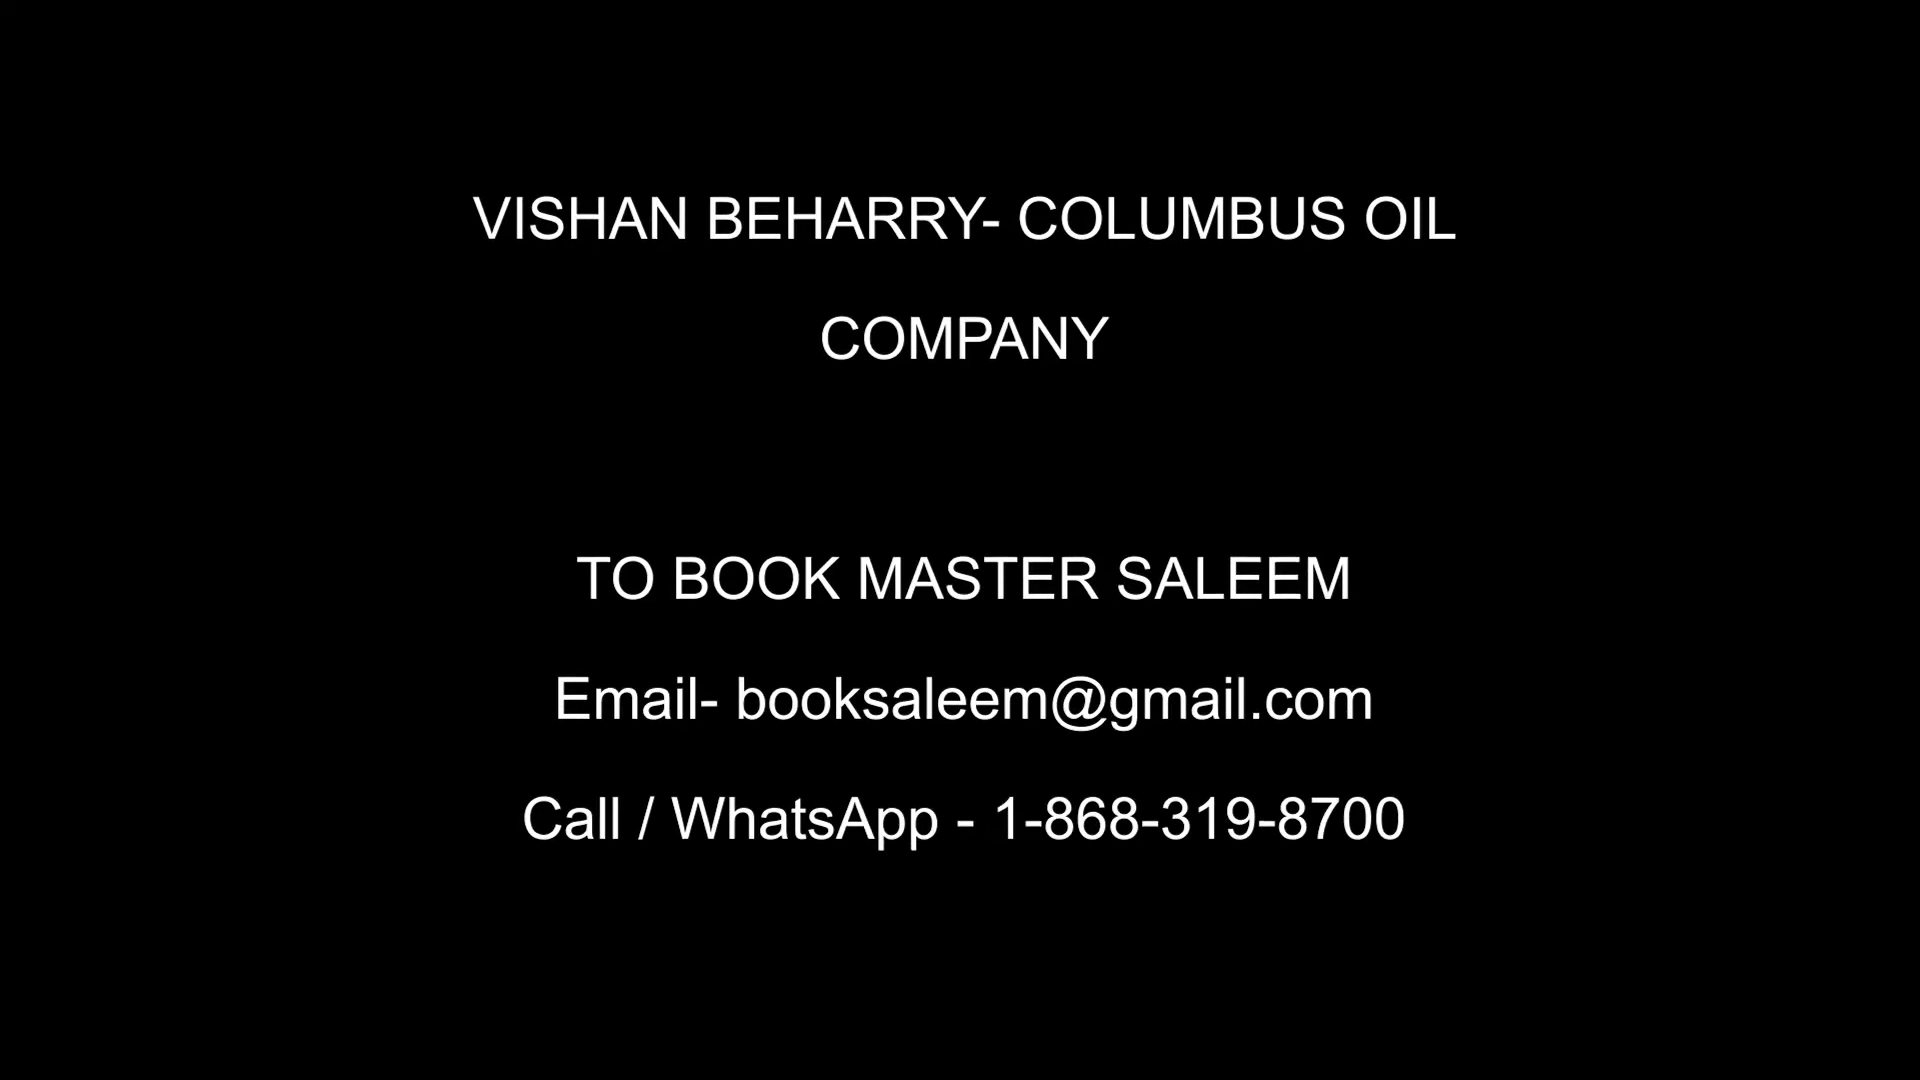 VISHAN BEHARRY- COLUMBUS OIL
COMPANY
TO BOOK MASTER SALEEM
Email- booksaleem@gmail.com
Call / WhatsApp - 1-868-319-8700